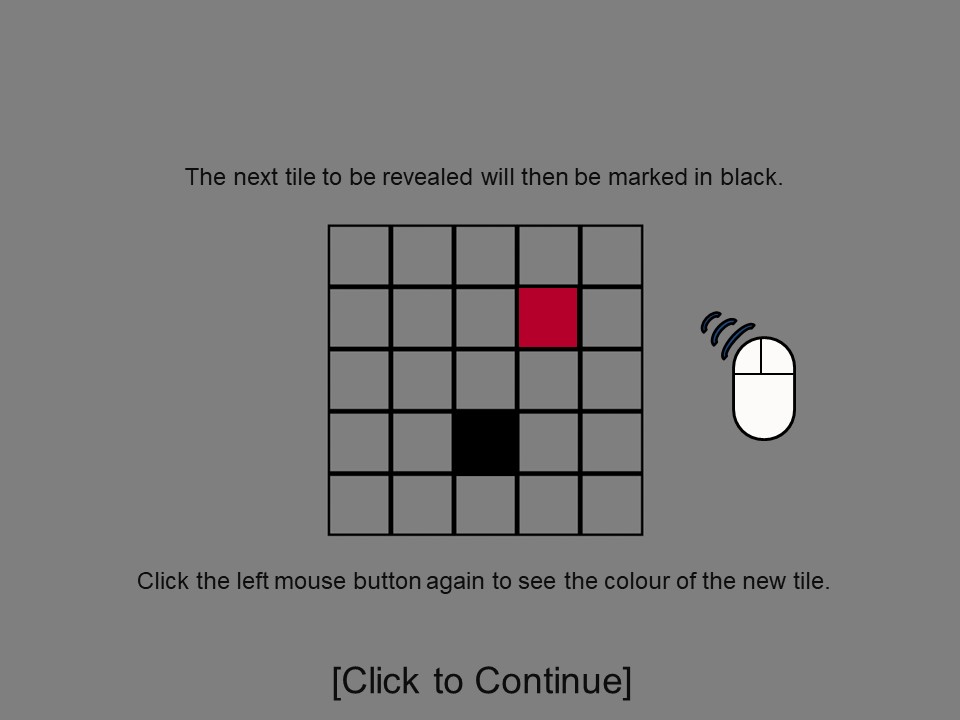 The next tile to be revealed will then be marked in black.
Click the left mouse button again to see the colour of the new tile.
[Click to Continue]